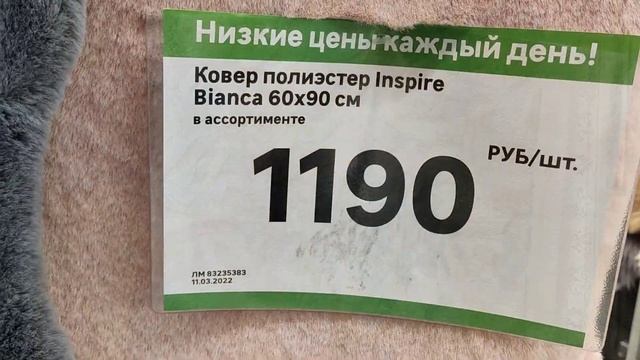 Низкие цены каждый день!
Ковер полиэстер Inspire
Bianca 60x90 см
в ассортименте
1190 РУБ/шт.
ЛМ 83235383
11.03.2022